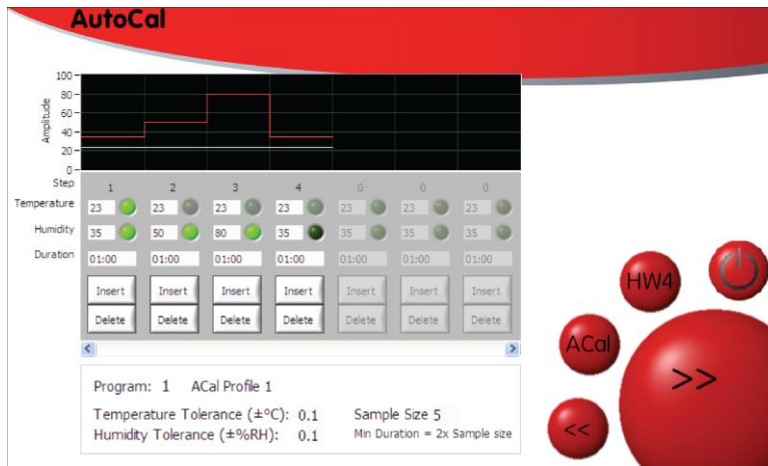 AutoCal
Amplitude
100
80
60
40
20
0
Step 1 2 3 4 0 0 0
Temperature 23 23 23 23 23 23 23
Humidity 35 50 80 35 35 35 35
Duration 01:00 01:00 01:00 01:00 01:00 01:00 01:00
Insert Insert Insert Insert Insert Insert Insert
Delete Delete Delete Delete Delete Delete Delete
Program: 1 ACal Profile 1
Temperature Tolerance (±°C): 0.1 Sample Size 5
Humidity Tolerance (±%RH): 0.1 Min Duration = 2x Sample size
HW4
ACal
>>
<<